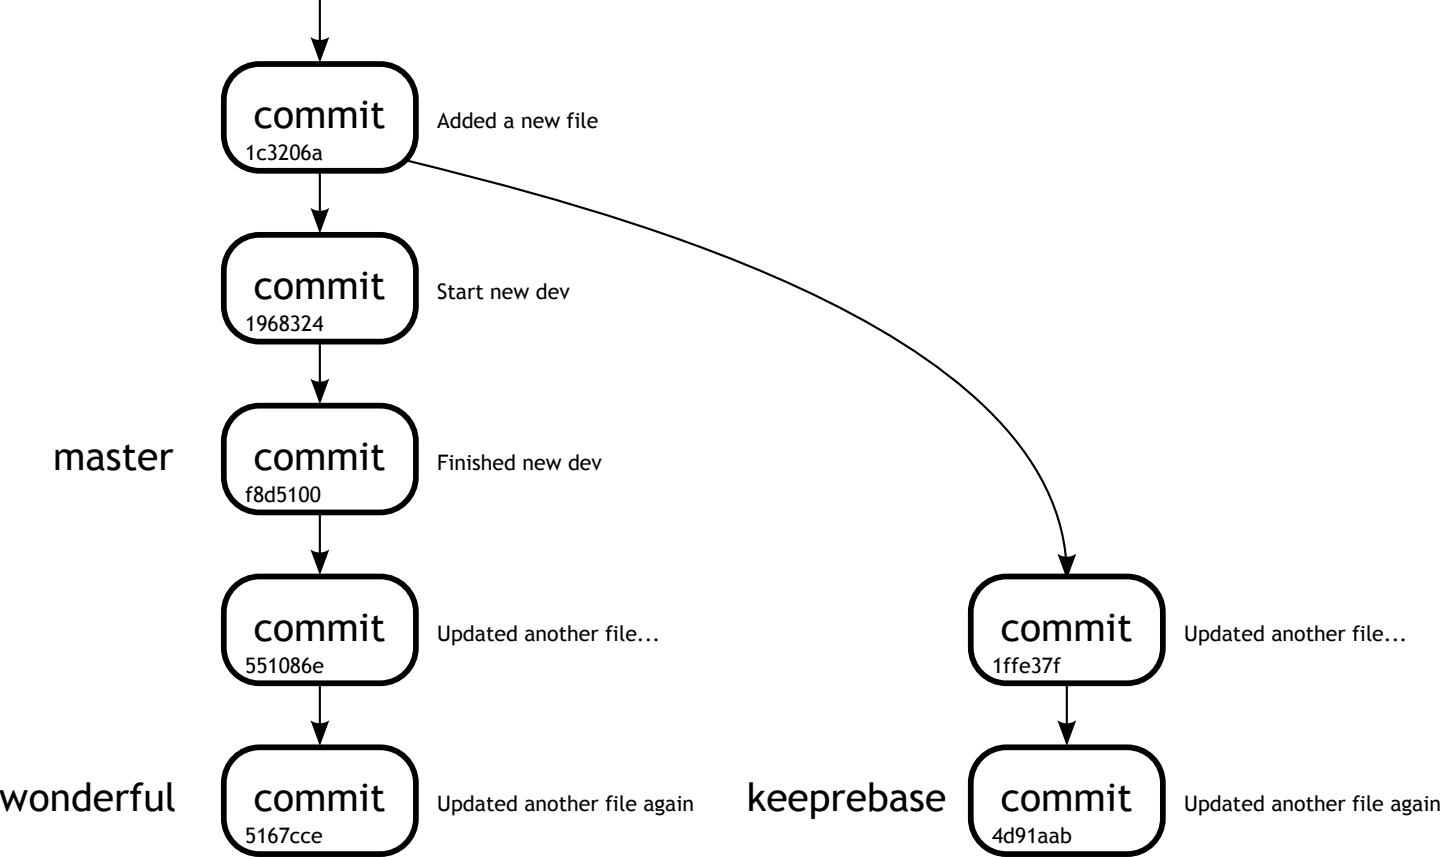 commit
1c3206a
Added a new file
commit
1968324
Start new dev
master
commit
f8d5100
Finished new dev
commit
551086e
Updated another file...
commit
1ffe37f
Updated another file...
wonderful
commit
5167cce
Updated another file again
keeprebase
commit
4d91aab
Updated another file again